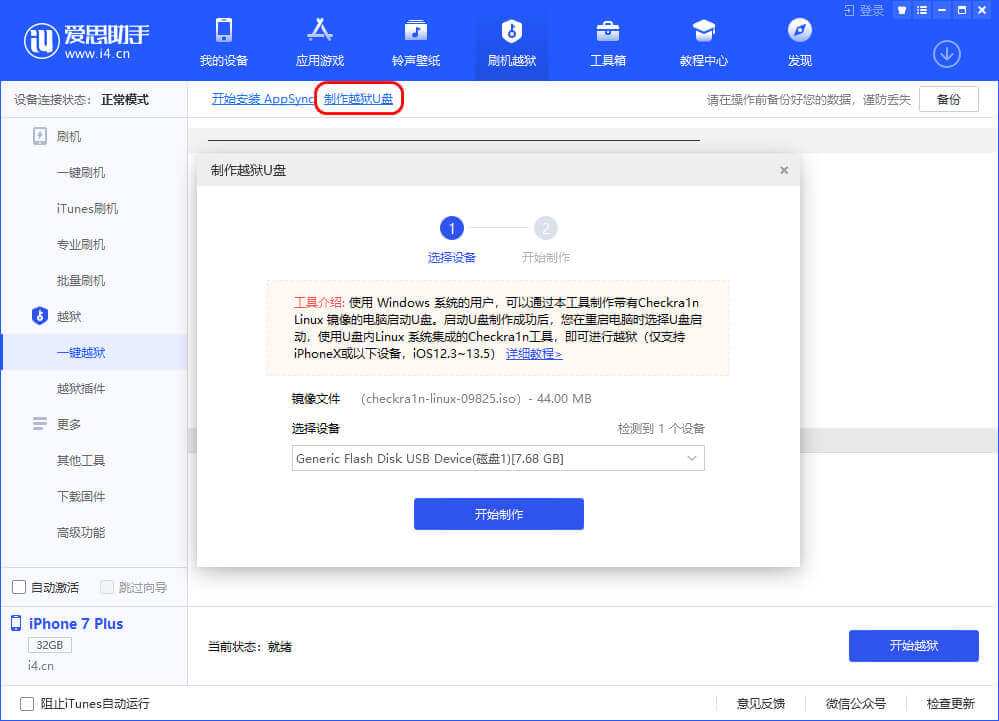 爱思助手
www.i4.cn
我的设备
应用游戏
铃声壁纸
刷机越狱
工具箱
教程中心
发现
登录
设备连接状态：正常模式
开始安装 AppSync
制作越狱U盘
请在操作前备份好您的数据，谨防丢失
备份
刷机
一键刷机
iTunes刷机
专业刷机
批量刷机
越狱
一键越狱
越狱插件
更多
其他工具
下载固件
高级功能
制作越狱U盘
1
2
选择设备
开始制作
工具介绍: 使用 Windows 系统的用户，可以通过本工具制作带有Checkra1n
Linux 镜像的电脑启动U盘。启动U盘制作成功后，您在重启电脑时选择U盘启
动，使用U盘内Linux 系统集成的Checkra1n工具，即可进行越狱（仅支持
iPhoneX或以下设备，iOS12.3~13.5） 详细教程>
镜像文件 （checkra1n-linux-09825.iso）- 44.00 MB
选择设备 检测到 1 个设备
Generic Flash Disk USB Device(磁盘1)[7.68 GB]
开始制作
自动激活 跳过向导
iPhone 7 Plus
32GB
i4.cn
当前状态：就绪
开始越狱
阻止iTunes自动运行
意见反馈
微信公众号
检查更新